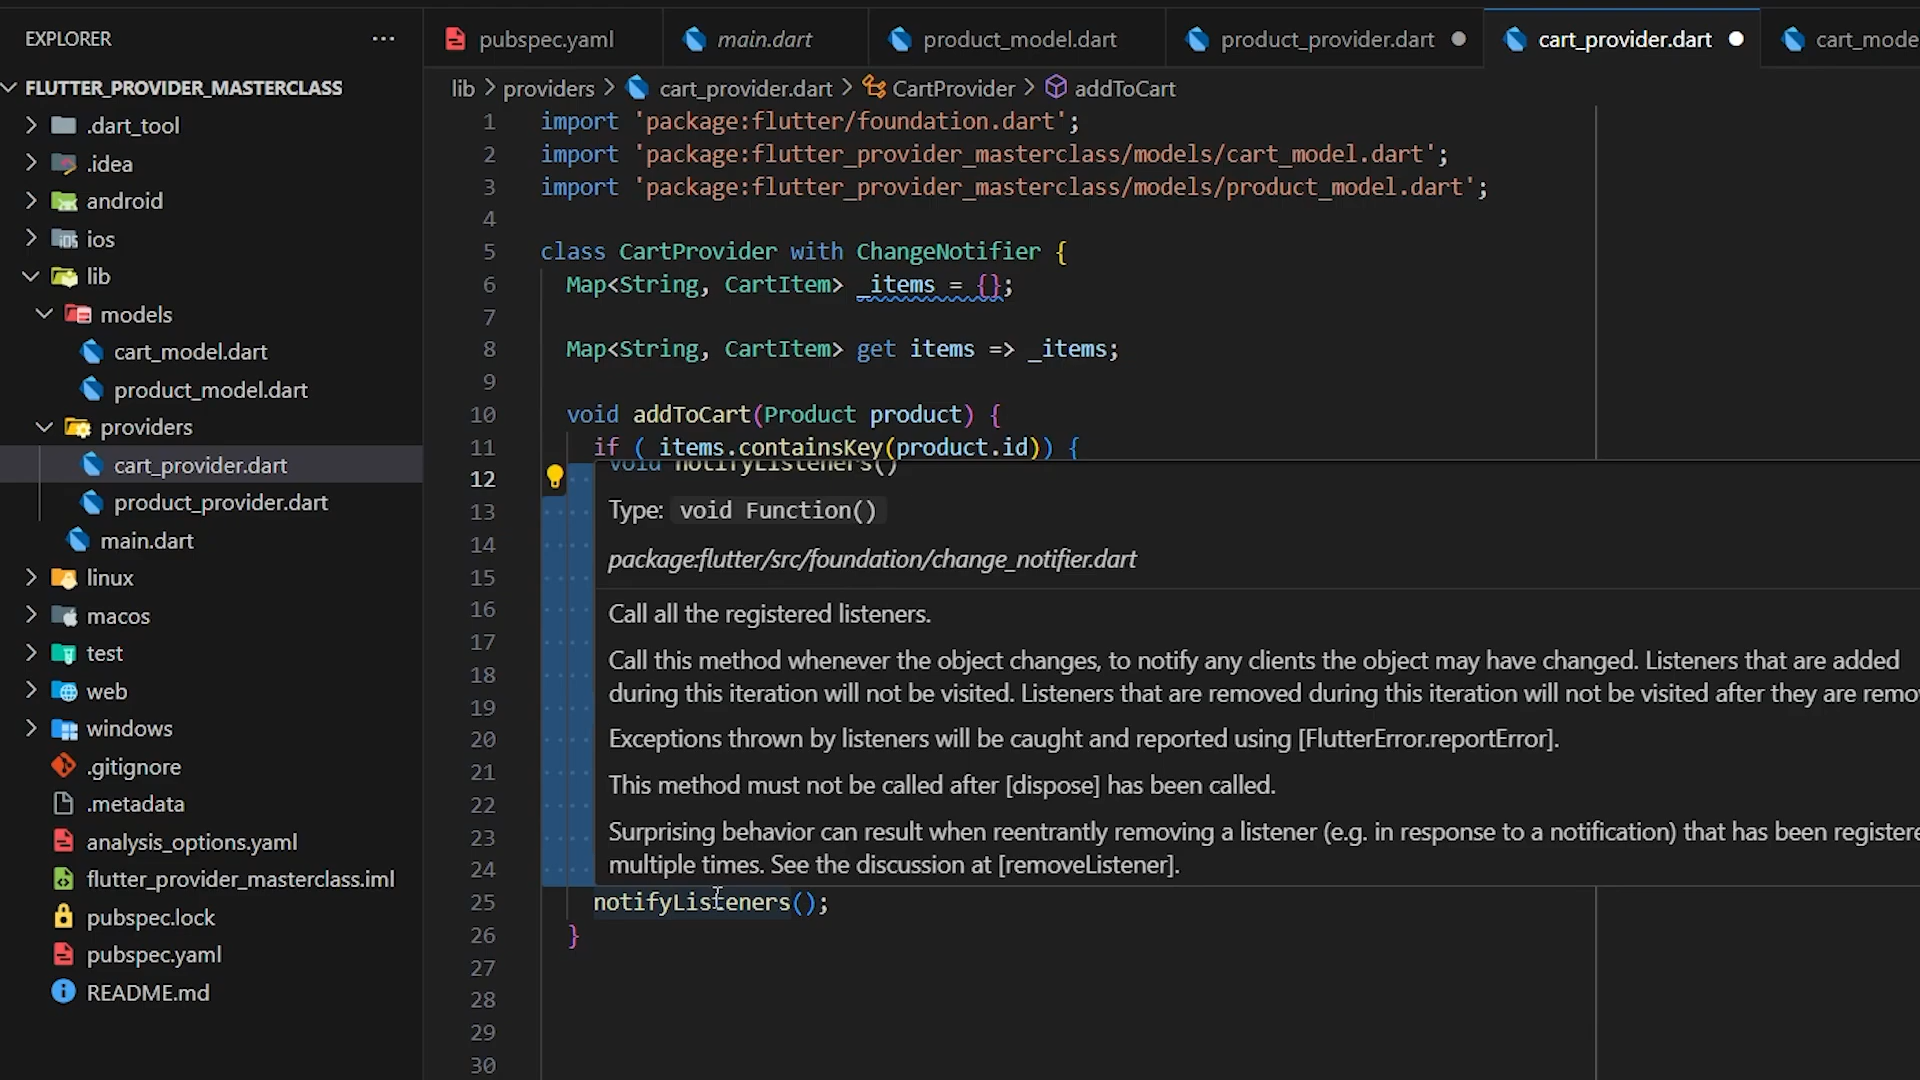 EXPLORER
FLUTTER_PROVIDER_MASTERCLASS
.dart_tool
.idea
android
ios
lib
models
cart_model.dart
product_model.dart
providers
cart_provider.dart
product_provider.dart
main.dart
linux
macos
test
web
windows
.gitignore
.metadata
analysis_options.yaml
flutter_provider_masterclass.iml
pubspec.lock
pubspec.yaml
README.md
pubspec.yaml main.dart product_model.dart product_provider.dart cart_provider.dart cart_mode
lib > providers > cart_provider.dart > CartProvider > addToCart
1 import 'package:flutter/foundation.dart';
2 import 'package:flutter_provider_masterclass/models/cart_model.dart';
3 import 'package:flutter_provider_masterclass/models/product_model.dart';
4
5 class CartProvider with ChangeNotifier {
6 Map<String, CartItem> _items = {};
7
8 Map<String, CartItem> get items => _items;
9
10 void addToCart(Product product) {
11 if ( items.containsKey(product.id)) {
void notifyListeners()
12
Type: void Function()
13
14
package:flutter/src/foundation/change_notifier.dart
15
16 Call all the registered listeners.
17
Call this method whenever the object changes, to notify any clients the object may have changed. Listeners that are added
18
during this iteration will not be visited. Listeners that are removed during this iteration will not be visited after they are remov
19
20 Exceptions thrown by listeners will be caught and reported using [FlutterError.reportError].
21
This method must not be called after [dispose] has been called.
22
23 Surprising behavior can result when reentrantly removing a listener (e.g. in response to a notification) that has been registere
24 multiple times. See the discussion at [removeListener].
25 notifyListeners();
26 }
27
28
29
30